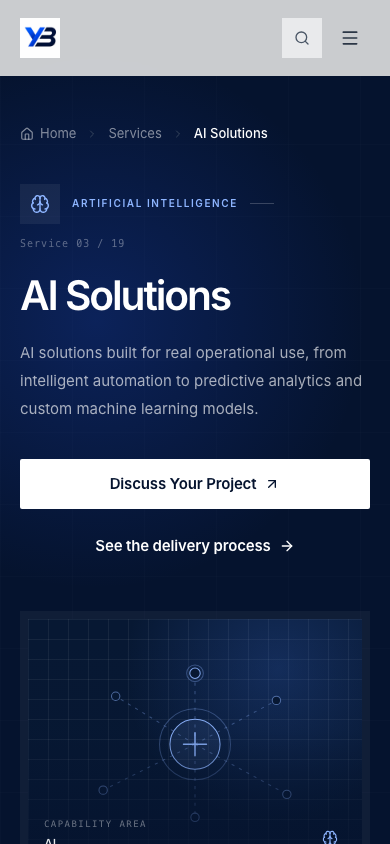 YB
Home
Services
AI Solutions
ARTIFICIAL INTELLIGENCE
Service 03 / 19
AI Solutions
AI solutions built for real operational use, from
intelligent automation to predictive analytics and
custom machine learning models.
Discuss Your Project
See the delivery process
CAPABILITY AREA
AI